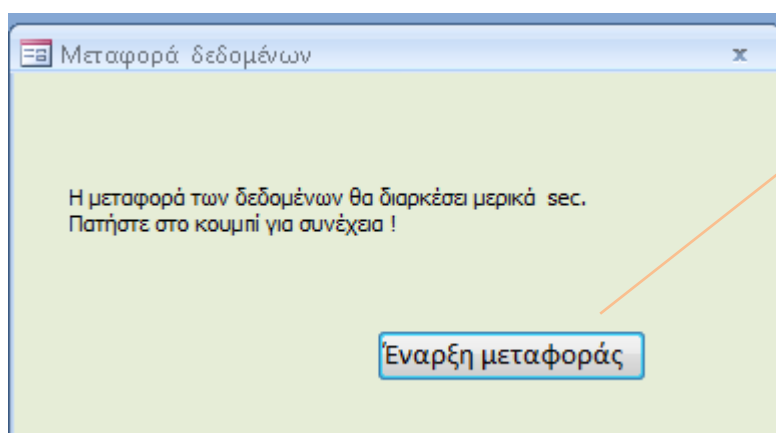 Μεταφορά δεδομένων
Η μεταφορά των δεδομένων θα διαρκέσει μερικά sec.
Πατήστε στο κουμπί για συνέχεια !
Έναρξη μεταφοράς